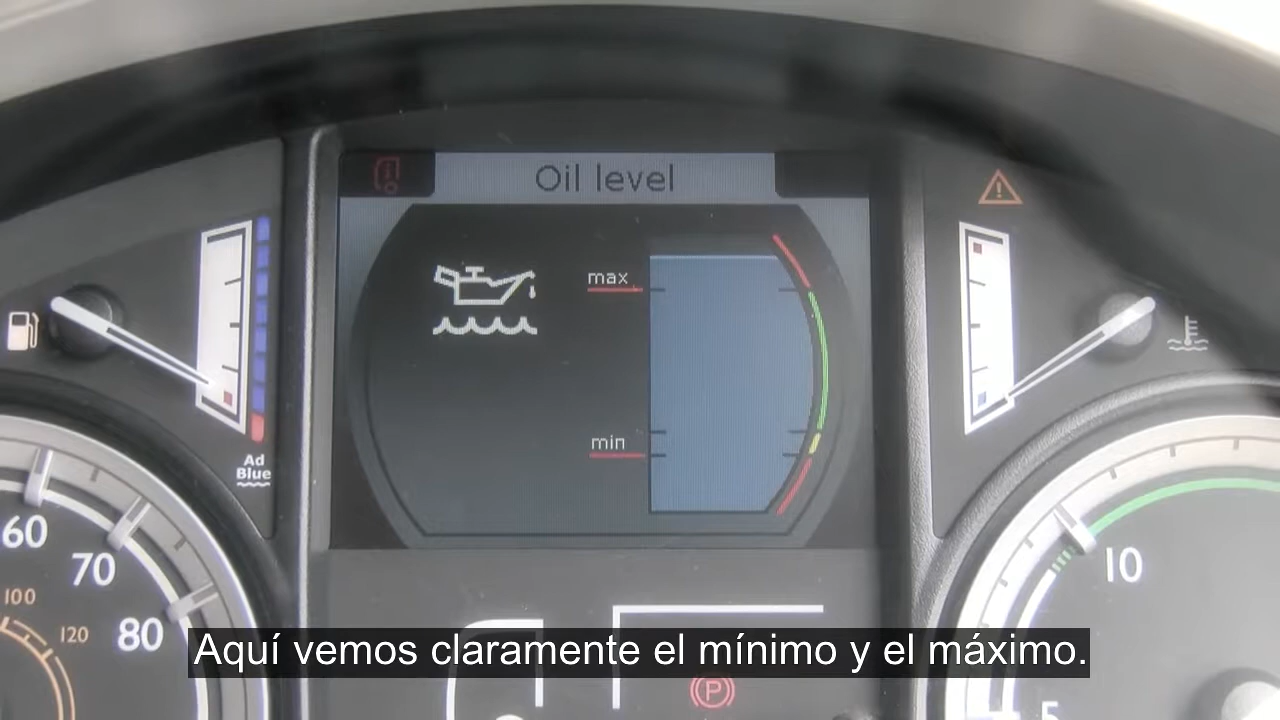 Oil level
max
min
Ad
Blue
60
70
80
100
120
10
5
P
Aquí vemos claramente el mínimo y el máximo.